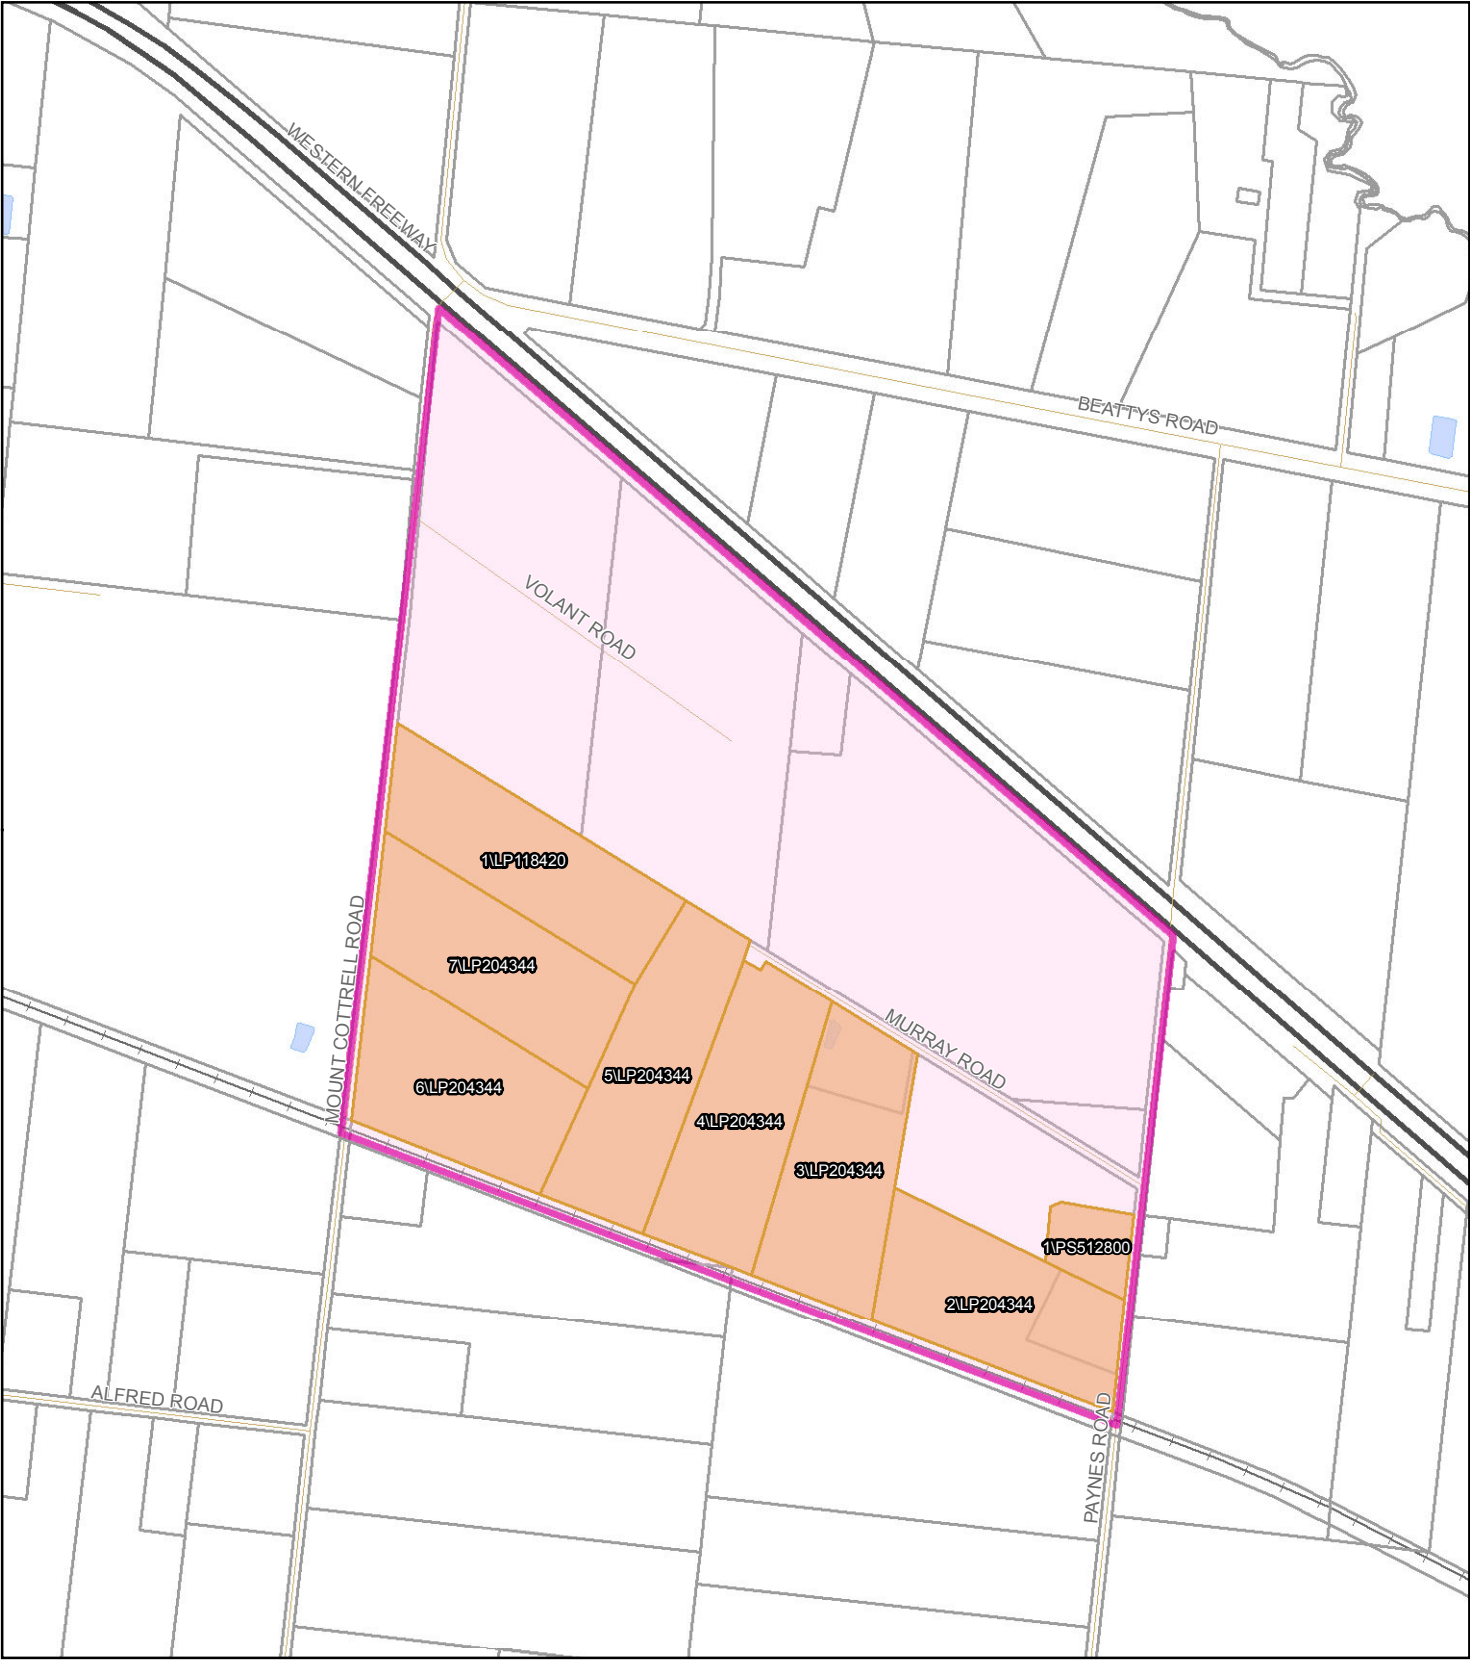 WESTERN FREEWAY
BEATTYS ROAD
VOLANT ROAD
1\LP118420
MOUNT COTTRELL ROAD
7\LP204344
MURRAY ROAD
5\LP204344
6\LP204344
4\LP204344
3\LP204344
1\PS512800
2\LP204344
ALFRED ROAD
PAYNES ROAD